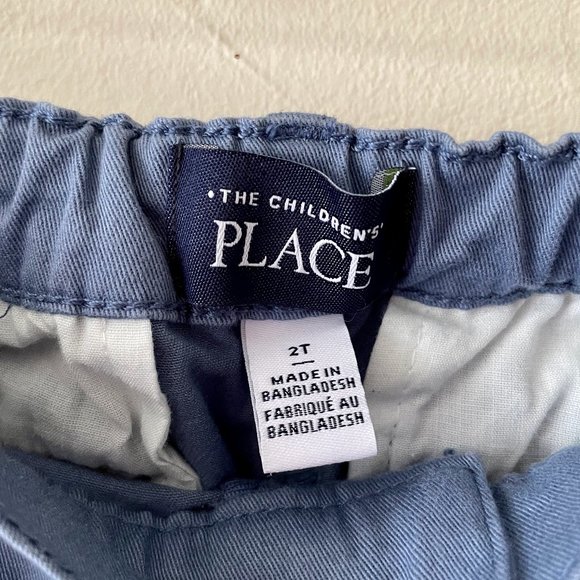 • THE CHILDREN'S
PLACE
2T
MADE IN
BANGLADESH
FABRIQUÉ AU
BANGLADESH